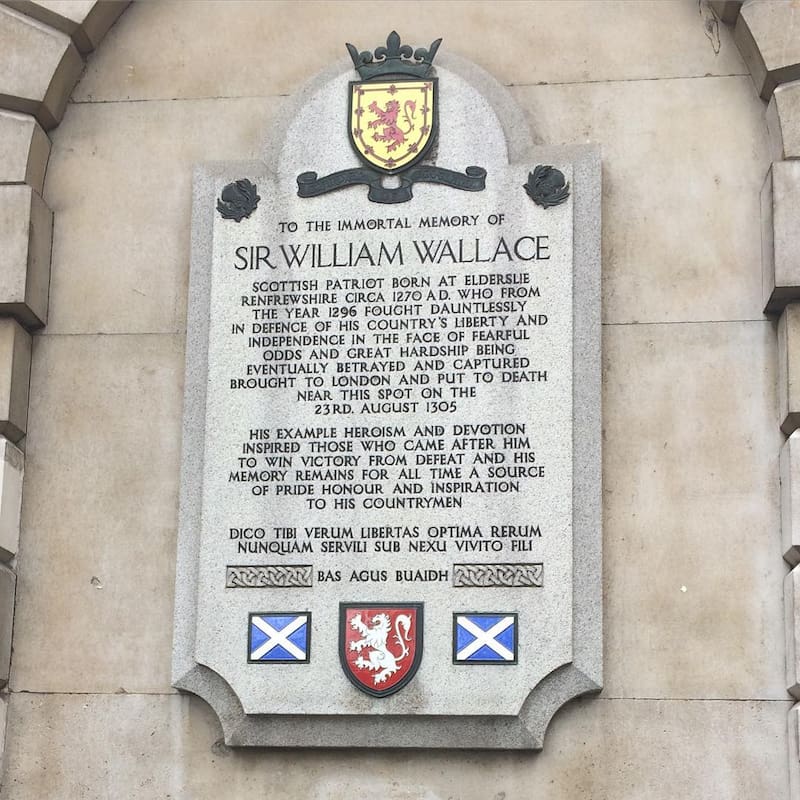 TO THE IMMORTAL MEMORY OF
SIR WILLIAM WALLACE
SCOTTISH PATRIOT BORN AT ELDERSLIE
RENFREWSHIRE CIRCA 1270 A.D. WHO FROM
THE YEAR 1296 FOUGHT DAUNTLESSLY
IN DEFENCE OF HIS COUNTRY'S LIBERTY AND
INDEPENDENCE IN THE FACE OF FEARFUL
ODDS AND GREAT HARDSHIP BEING
EVENTUALLY BETRAYED AND CAPTURED
BROUGHT TO LONDON AND PUT TO DEATH
NEAR THIS SPOT ON THE
23RD. AUGUST 1305
HIS EXAMPLE HEROISM AND DEVOTION
INSPIRED THOSE WHO CAME AFTER HIM
TO WIN VICTORY FROM DEFEAT AND HIS
MEMORY REMAINS FOR ALL TIME A SOURCE
OF PRIDE HONOUR AND INSPIRATION
TO HIS COUNTRYMEN
DICO TIBI VERUM LIBERTAS OPTIMA RERUM
NUNQUAM SERVILI SUB NEXU VIVITO FILI
BAS AGUS BUAIDH